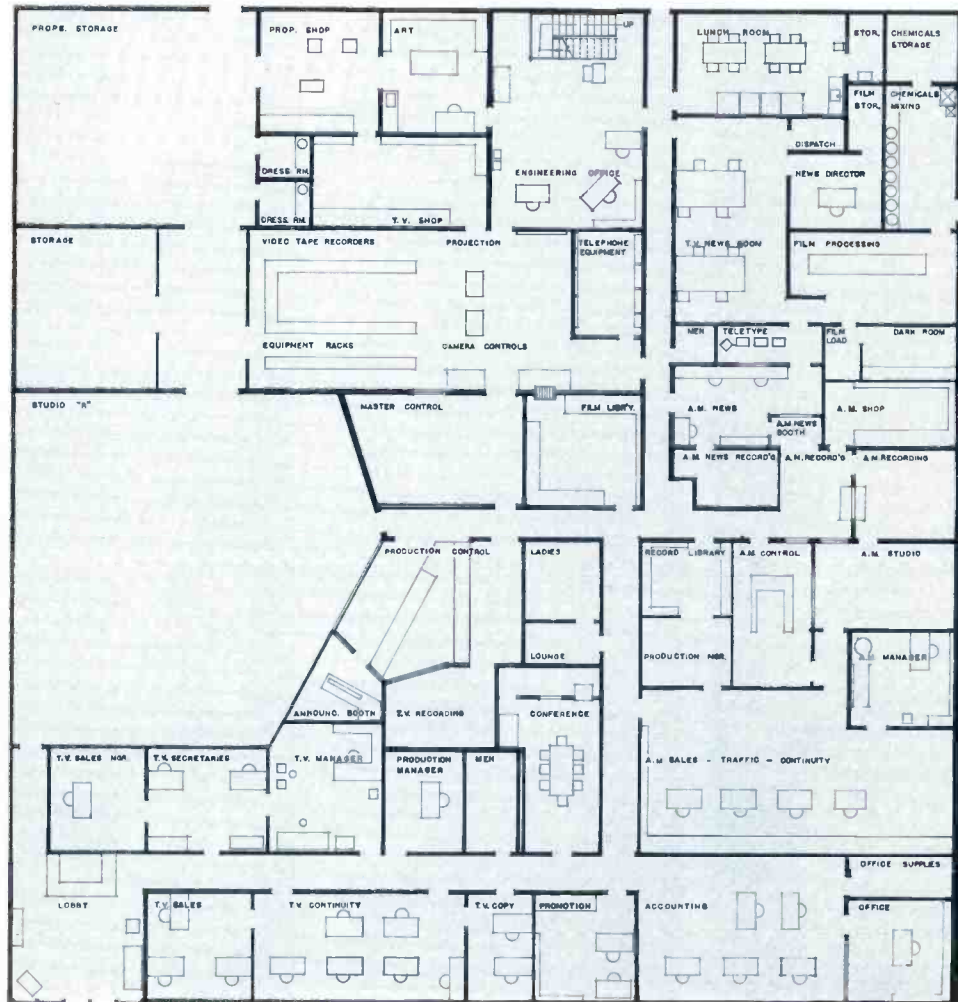 PROPS. STORAGE
PROP. SHOP
ART
UP
LUNCH ROOM
STOR.
CHEMICALS
STORAGE
FILM
STOR.
CHEMICALS
MIXING
DISPATCH
DRESS. RM.
ENGINEERING OFFICE
NEWS DIRECTOR
DRESS. RM.
T.V. SHOP
STORAGE
VIDEO TAPE RECORDERS
PROJECTION
TELEPHONE
EQUIPMENT
T.V. NEWS ROOM
FILM PROCESSING
MEN
TELETYPE
FILM
LOAD
DARK ROOM
EQUIPMENT RACKS
CAMERA CONTROLS
STUDIO "A"
MASTER CONTROL
FILM LIBRY.
A.M. NEWS
A.M. NEWS
BOOTH
A.M. SHOP
A.M. NEWS RECORD'G
A.M. RECORD'G
A.M. RECORDING
PRODUCTION CONTROL
LADIES
RECORD LIBRARY
A.M. CONTROL
A.M. STUDIO
LOUNGE
PRODUCTION MGR.
A.M. MANAGER
ANNOUNC. BOOTH
T.V. RECORDING
CONFERENCE
T.V. SALES MGR.
T.V. SECRETARIES
T.V. MANAGER
PRODUCTION
MANAGER
MEN
A.M SALES - TRAFFIC - CONTINUITY
OFFICE SUPPLIES
LOBBY
T.V. SALES
T.V. CONTINUITY
T.V. COPY
PROMOTION
ACCOUNTING
OFFICE